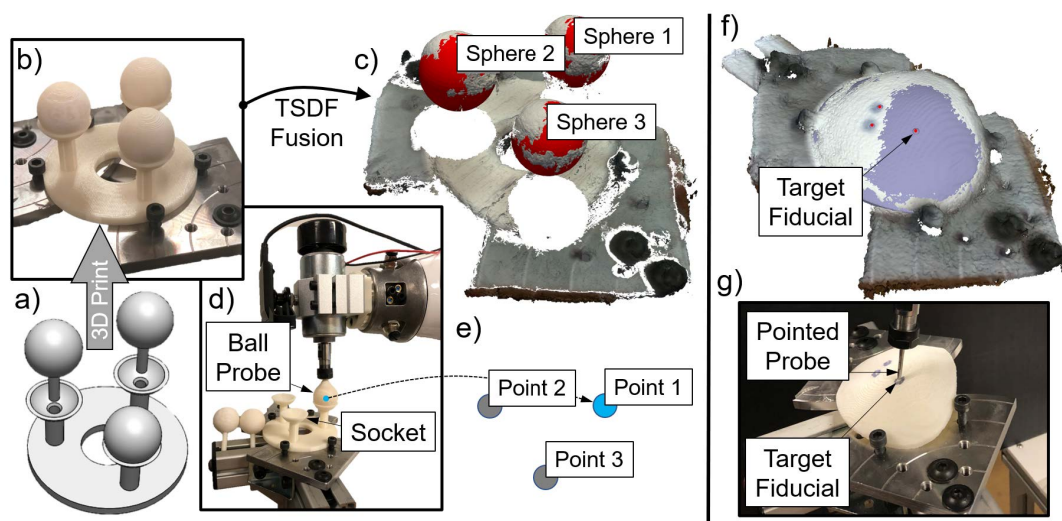 b)
TSDF
Fusion
c)
Sphere 1
Sphere 2
Sphere 3
f)
Target
Fiducial
a)
3D Print
d)
Ball
Probe
Socket
e)
Point 2
Point 1
Point 3
g)
Pointed
Probe
Target
Fiducial